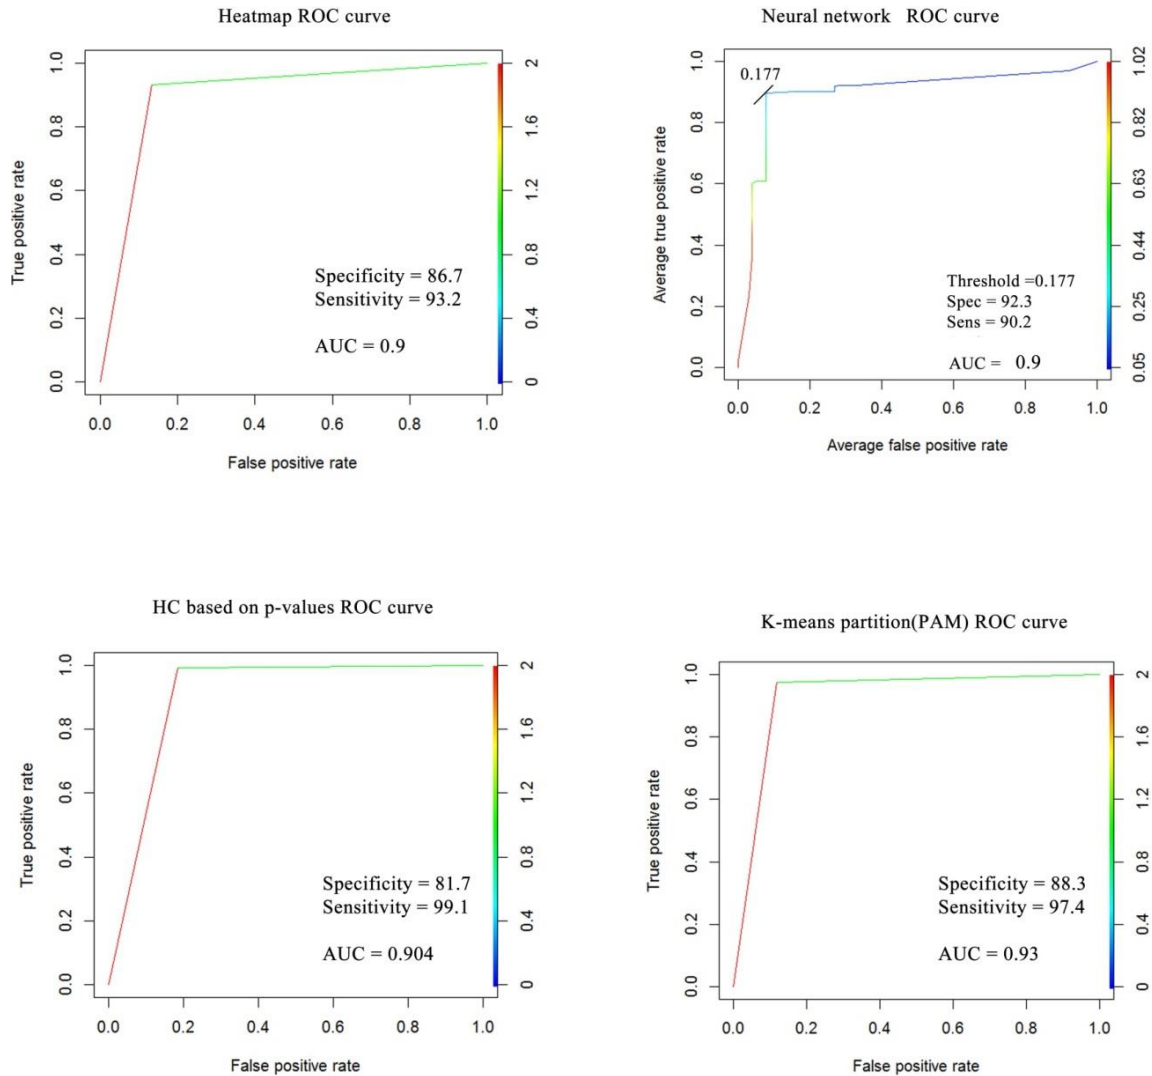 Heatmap ROC curve
True positive rate
1.0
0.8
0.6
0.4
0.2
0.0
2
1.6
1.2
0.8
0.4
0
Specificity = 86.7
Sensitivity = 93.2
AUC = 0.9
0.0 0.2 0.4 0.6 0.8 1.0
False positive rate
Neural network ROC curve
Average true positive rate
1.0
0.8
0.6
0.4
0.2
0.0
0.177
1.02
0.82
0.63
0.44
0.25
0.05
Threshold =0.177
Spec = 92.3
Sens = 90.2
AUC = 0.9
0.0 0.2 0.4 0.6 0.8 1.0
Average false positive rate
HC based on p-values ROC curve
True positive rate
1.0
0.8
0.6
0.4
0.2
0.0
2
1.6
1.2
0.8
0.4
0
Specificity = 81.7
Sensitivity = 99.1
AUC = 0.904
0.0 0.2 0.4 0.6 0.8 1.0
False positive rate
K-means partition(PAM) ROC curve
True positive rate
1.0
0.8
0.6
0.4
0.2
0.0
2
1.6
1.2
0.8
0.4
0
Specificity = 88.3
Sensitivity = 97.4
AUC = 0.93
0.0 0.2 0.4 0.6 0.8 1.0
False positive rate